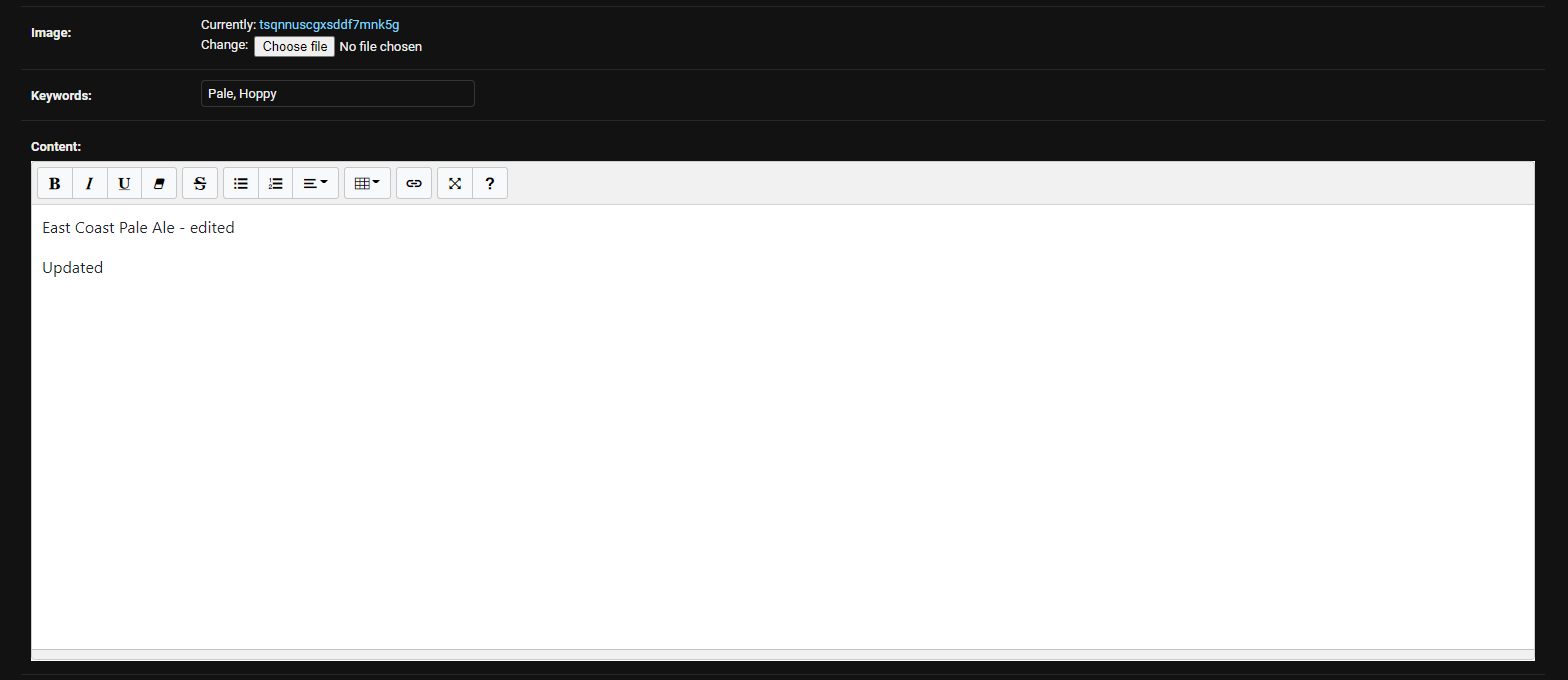 Image:
Currently: tsqnnuscgxsddf7mnk5g
Change: Choose file No file chosen
Keywords:
Pale, Hoppy
Content:
B I U S ?
East Coast Pale Ale - edited
Updated